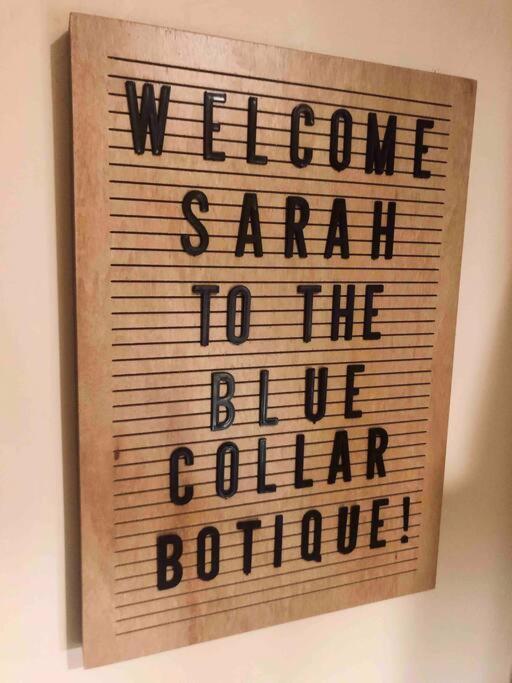 WELCOME
SARAH
TO THE
BLUE
COLLAR
BOTIQUE!